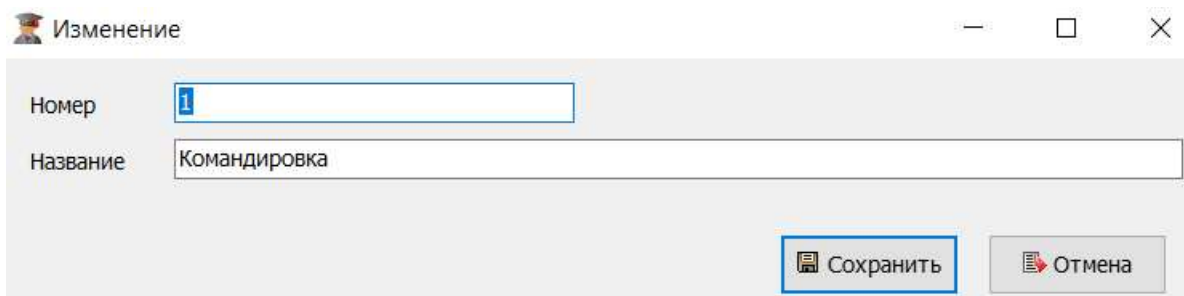 Изменение
Номер 1
Название Командировка
Сохранить Отмена